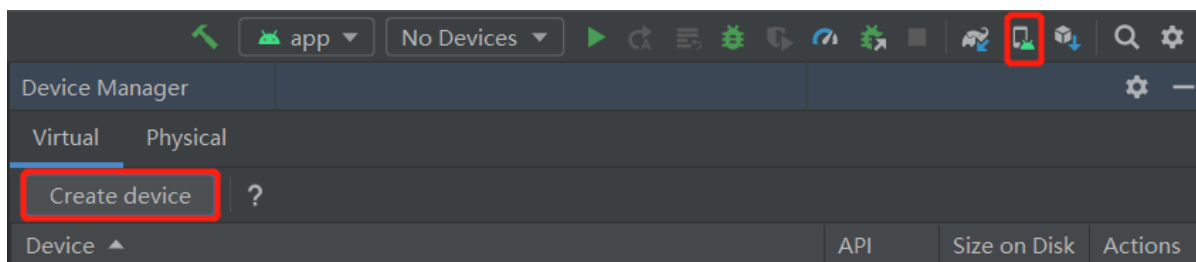 app No Devices
Device Manager
Virtual Physical
Create device ?
Device API Size on Disk Actions